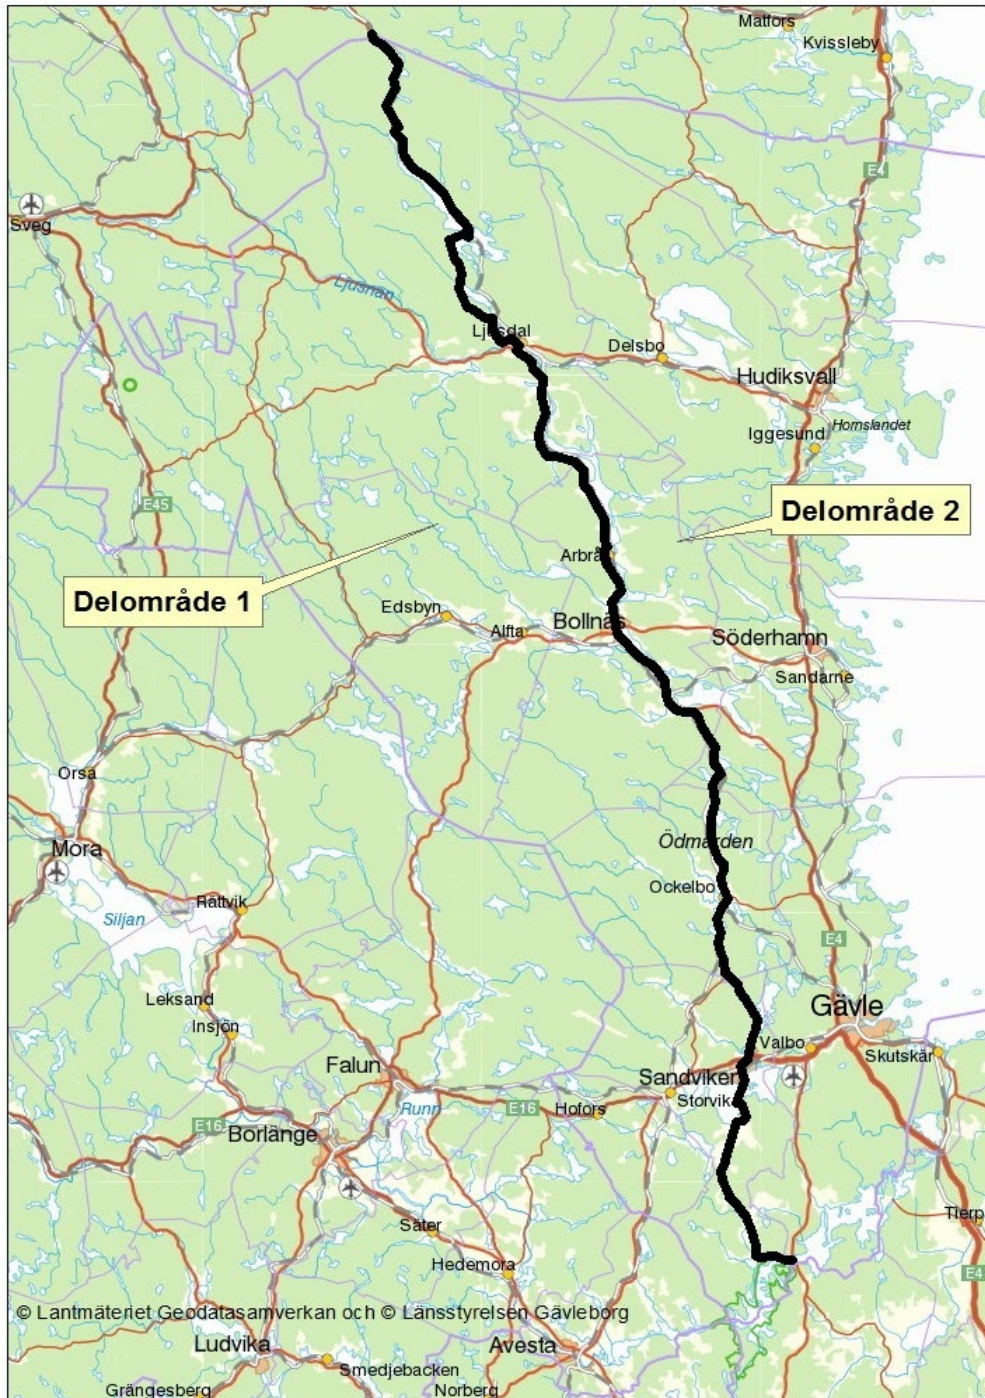 Matfors
Kvissleby
E4
Sveg
Ljusnan
Ljusdal
Delsbo
Hudiksvall
Hornslandet
Iggesund
E45
Delområde 2
Arbrå
Delområde 1
Edsbyn
Alfta
Bollnäs
Söderhamn
Sandarne
Orsa
Mora
Ödmården
Ockelbo
Siljan
Rättvik
E4
Leksand
Gävle
Insjön
Valbo
Skutskär
Falun
Sandviken
Storvik
Runn
E16
Hofors
E16
Borlänge
Säter
Tierp
Hedemora
E4
© Lantmäteriet Geodatasamverkan och © Länsstyrelsen Gävleborg
Ludvika
Avesta
Smedjebacken
Grängesberg
Norberg